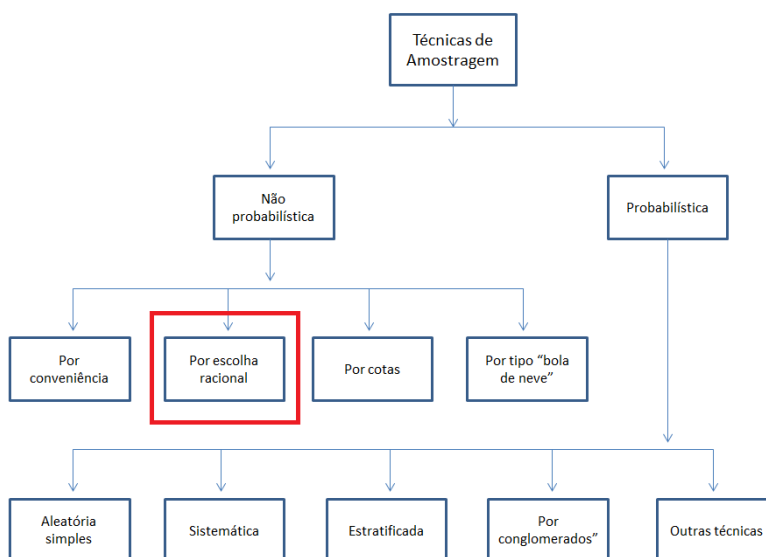 Técnicas de
Amostragem
Não
probabilística
Probabilística
Por
conveniência
Por escolha
racional
Por cotas
Por tipo “bola
de neve”
Aleatória
simples
Sistemática
Estratificada
Por
conglomerados”
Outras técnicas